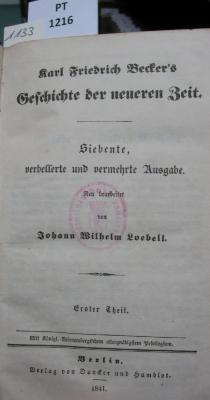 PT
1216
1133
Karl Friedrich Becker's
Geschichte der neueren Zeit.
Siebente,
verbesserte und vermehrte Ausgabe.
Neu bearbeitet
von
Johann Wilhelm Loebell.
Erster Theil.
Mit Königl. Würtembergischem allergnädigstem Privilegium.
Berlin.
Verlag von Duncker und Humblot.
1841.